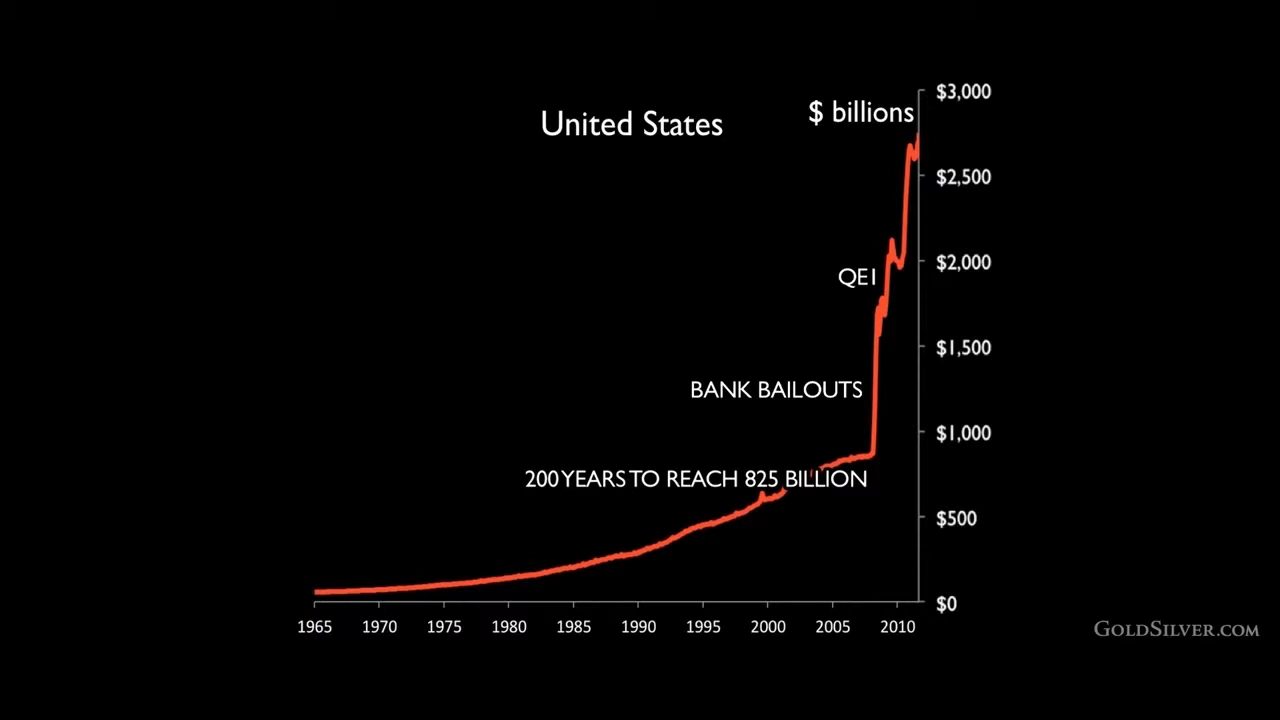 United States
$ billions
$3,000
$2,500
QE1
$2,000
$1,500
BANK BAILOUTS
$1,000
200 YEARS TO REACH 825 BILLION
$500
$0
1965 1970 1975 1980 1985 1990 1995 2000 2005 2010
GOLDSILVER.COM